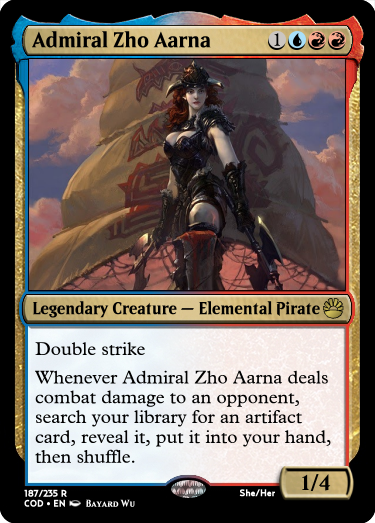 Admiral Zho Aarna 1
Legendary Creature — Elemental Pirate
Double strike
Whenever Admiral Zho Aarna deals
combat damage to an opponent,
search your library for an artifact
card, reveal it, put it into your hand,
then shuffle.
1/4
187/235 R
She/Her
COD • EN Bayard Wu